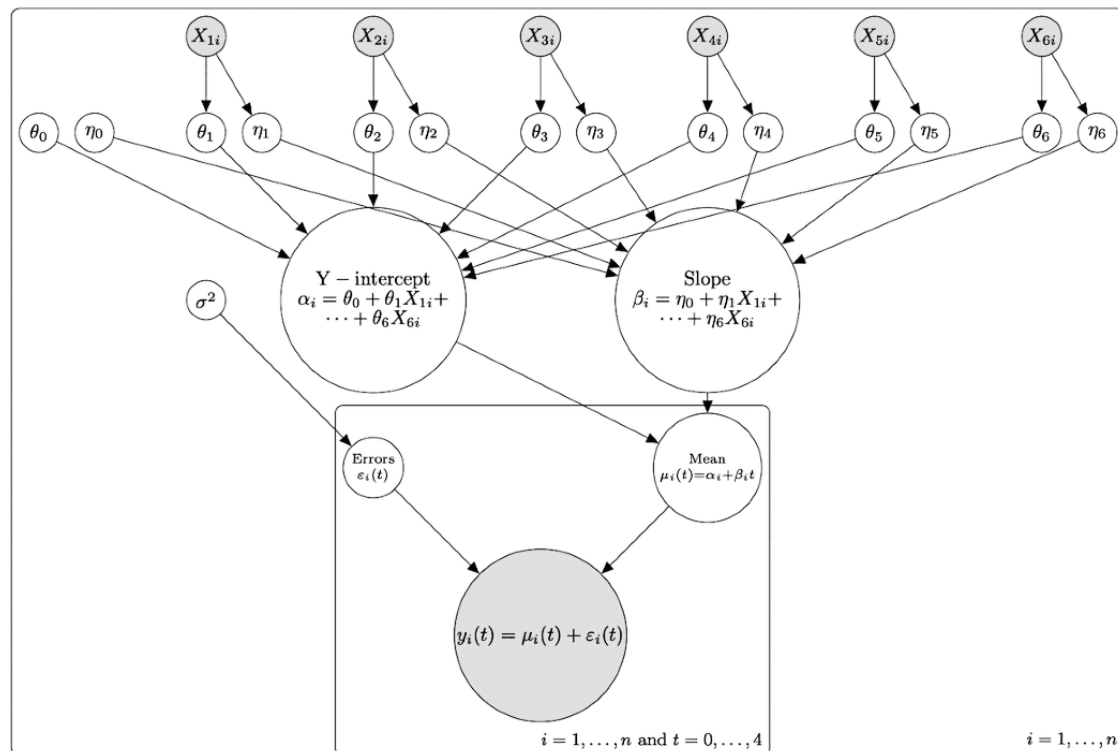 X₁ᵢ X₂ᵢ X₃ᵢ X₄ᵢ X₅ᵢ X₆ᵢ
θ₀ η₀ θ₁ η₁ θ₂ η₂ θ₃ η₃ θ₄ η₄ θ₅ η₅ θ₆ η₆
Y − intercept
αᵢ = θ₀ + θ₁X₁ᵢ+
⋯ + θ₆X₆ᵢ
Slope
βᵢ = η₀ + η₁X₁ᵢ+
⋯ + η₆X₆ᵢ
σ²
Errors
εᵢ(t)
Mean
μᵢ(t)=αᵢ+βᵢt
yᵢ(t) = μᵢ(t) + εᵢ(t)
i = 1, . . . , n and t = 0, . . . , 4
i = 1, . . . , n